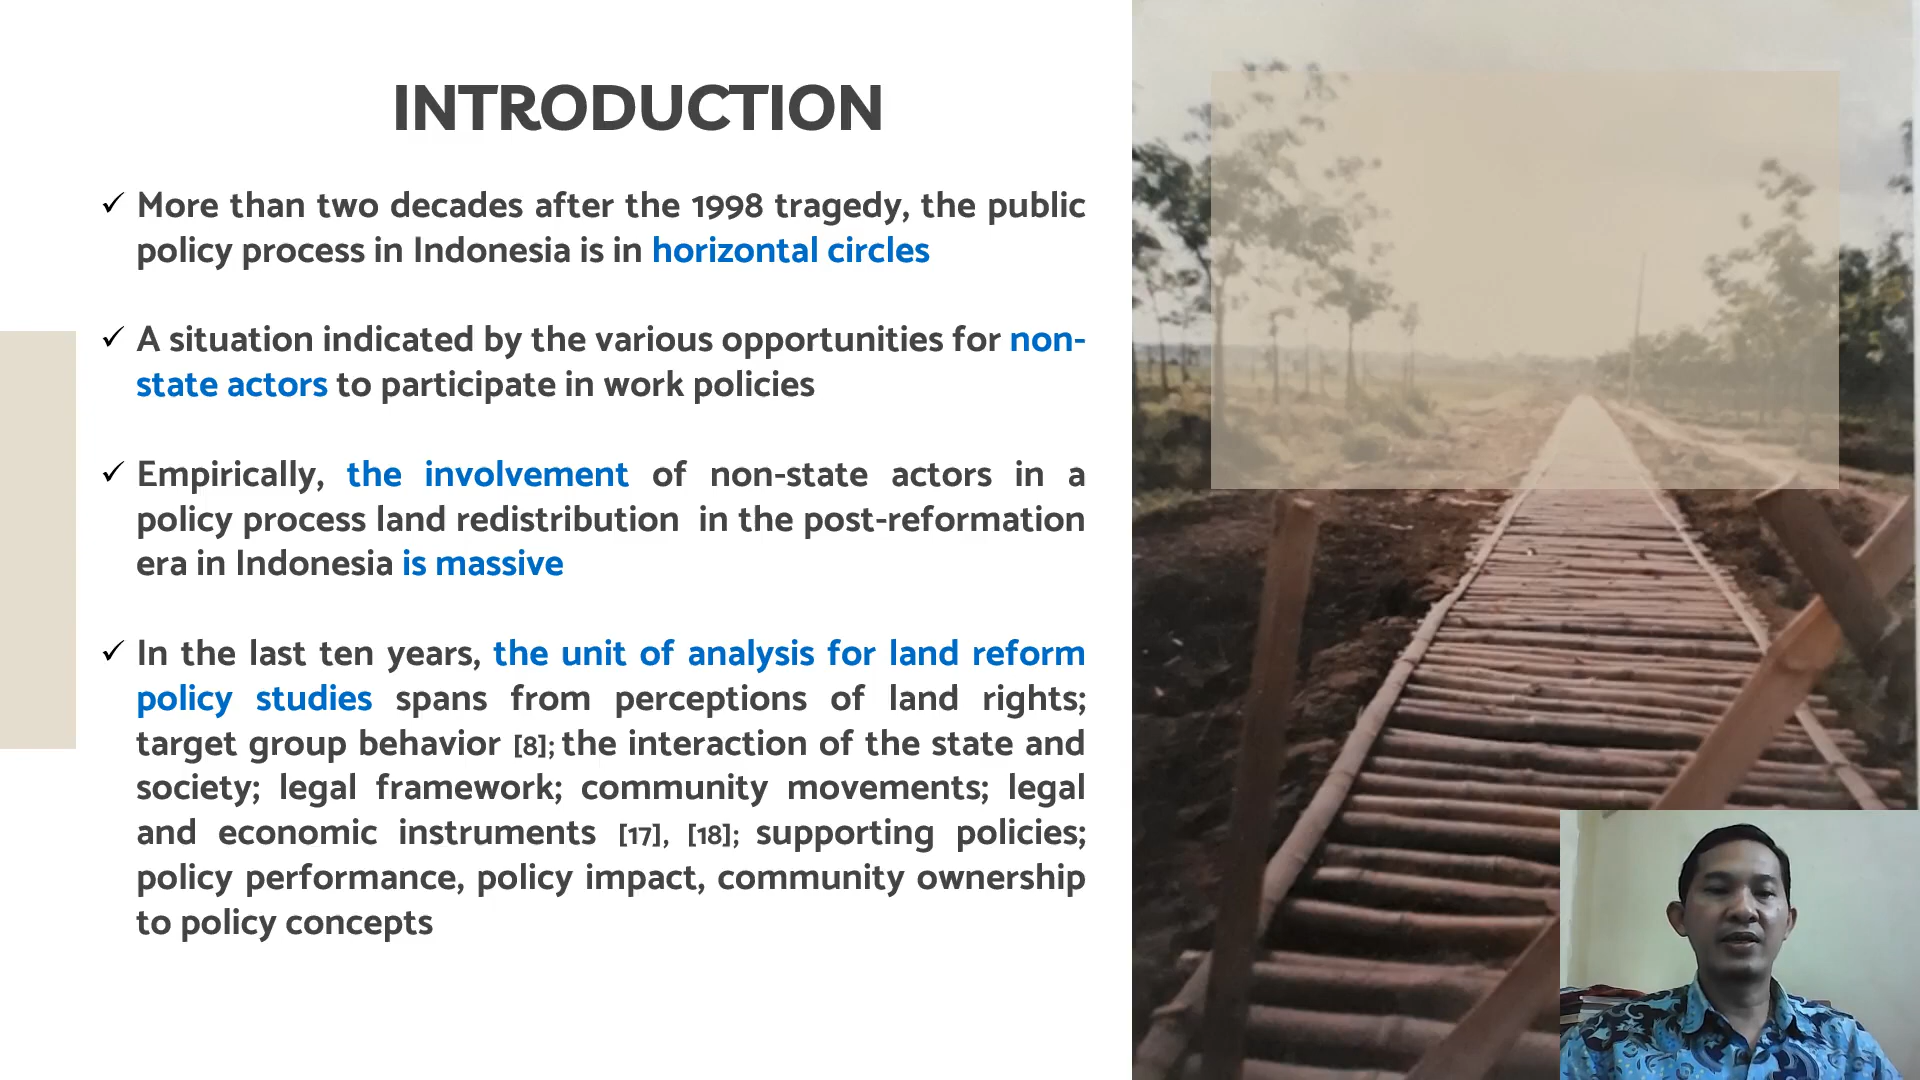 INTRODUCTION
✓ More than two decades after the 1998 tragedy, the public
policy process in Indonesia is in horizontal circles
✓ A situation indicated by the various opportunities for non-
state actors to participate in work policies
✓ Empirically, the involvement of non-state actors in a
policy process land redistribution in the post-reformation
era in Indonesia is massive
✓ In the last ten years, the unit of analysis for land reform
policy studies spans from perceptions of land rights;
target group behavior [8]; the interaction of the state and
society; legal framework; community movements; legal
and economic instruments [17], [18]; supporting policies;
policy performance, policy impact, community ownership
to policy concepts